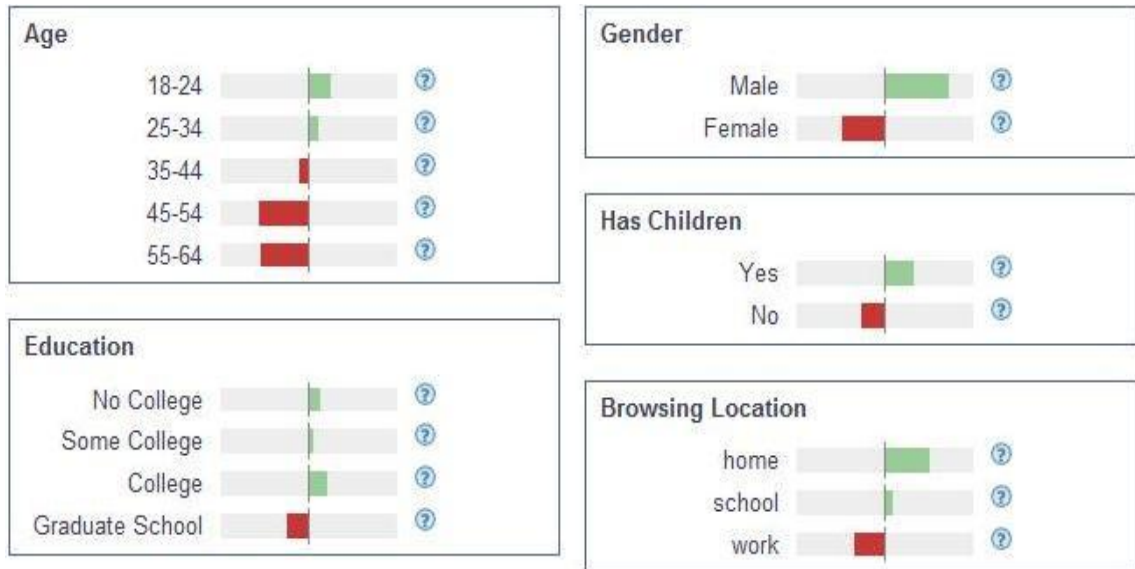 Age
18-24
25-34
35-44
45-54
55-64
Education
No College
Some College
College
Graduate School
Gender
Male
Female
Has Children
Yes
No
Browsing Location
home
school
work